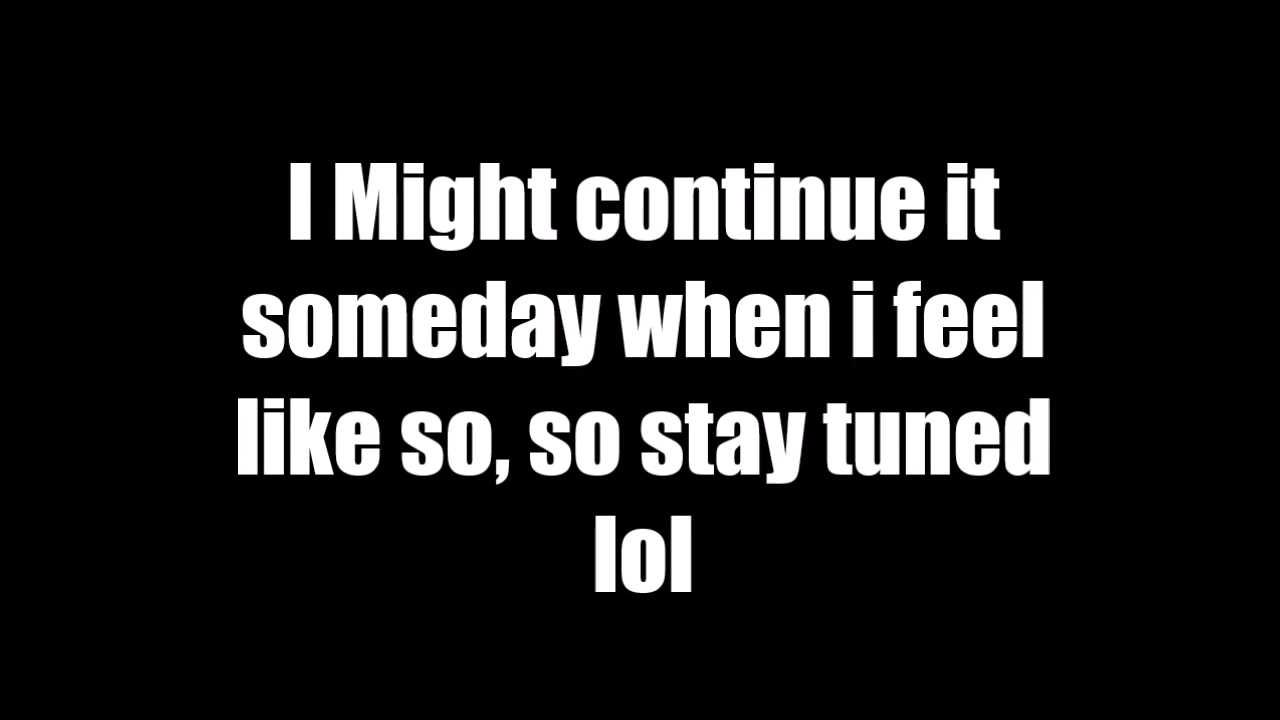 I Might continue it
someday when i feel
like so, so stay tuned
lol